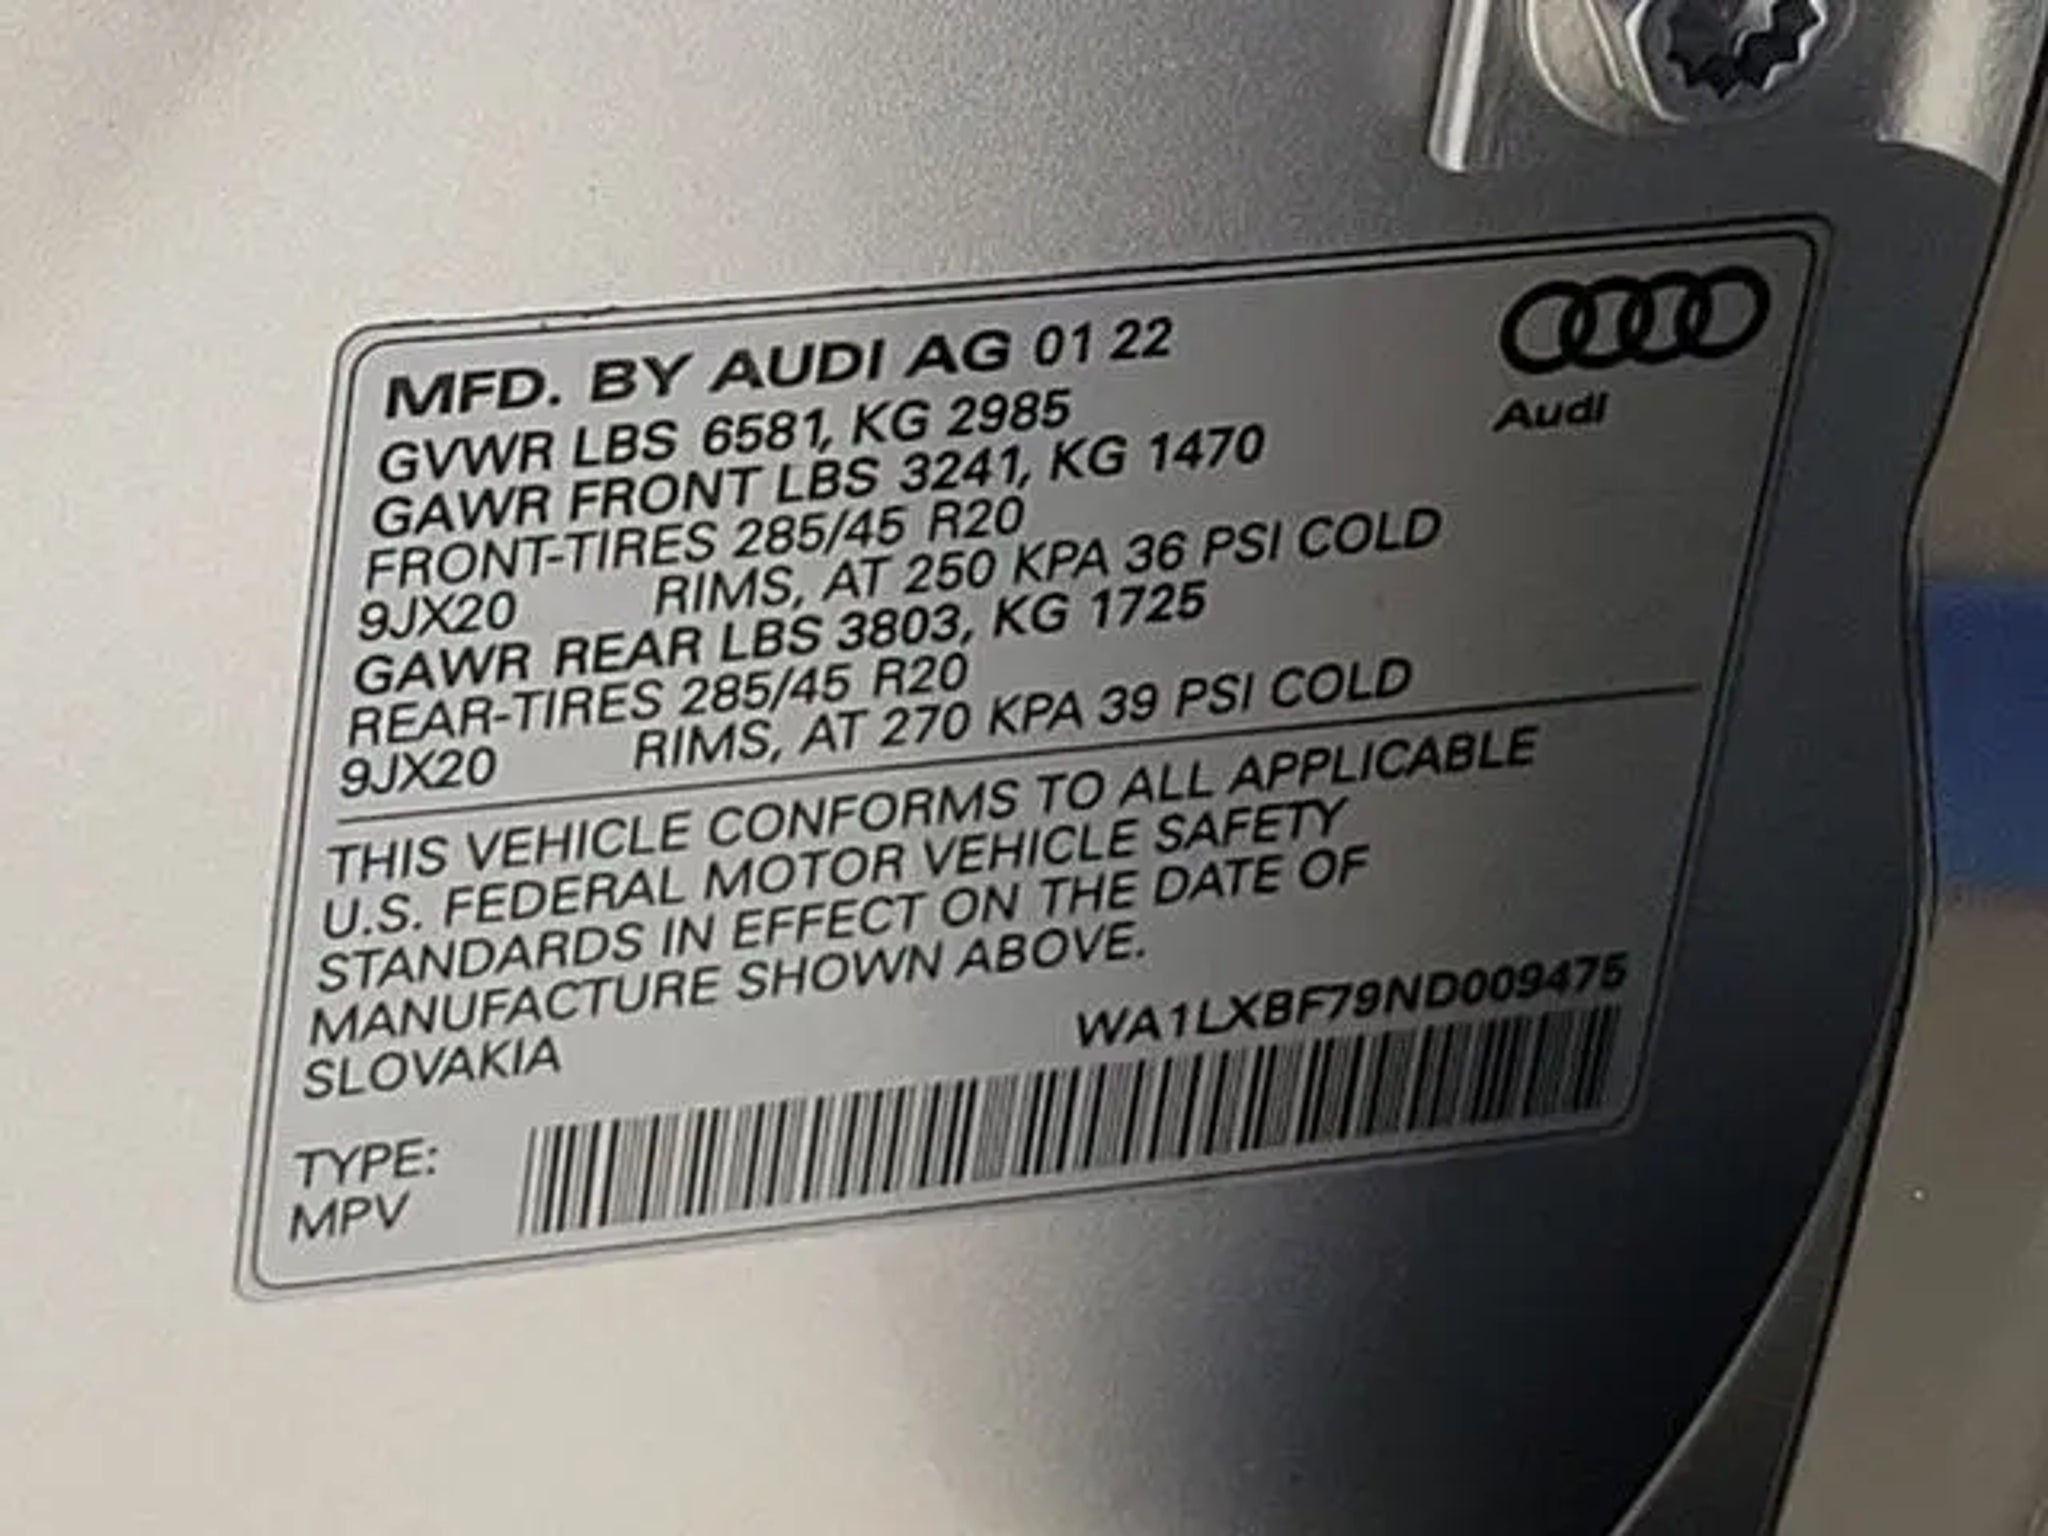 MFD. BY AUDI AG 01 22
Audi
GVWR LBS 6581, KG 2985
GAWR FRONT LBS 3241, KG 1470
FRONT-TIRES 285/45 R20
9JX20 RIMS, AT 250 KPA 36 PSI COLD
GAWR REAR LBS 3803, KG 1725
REAR-TIRES 285/45 R20
9JX20 RIMS, AT 270 KPA 39 PSI COLD
THIS VEHICLE CONFORMS TO ALL APPLICABLE
U.S. FEDERAL MOTOR VEHICLE SAFETY
STANDARDS IN EFFECT ON THE DATE OF
MANUFACTURE SHOWN ABOVE.
SLOVAKIA WA1LXBF79ND009475
TYPE:
MPV